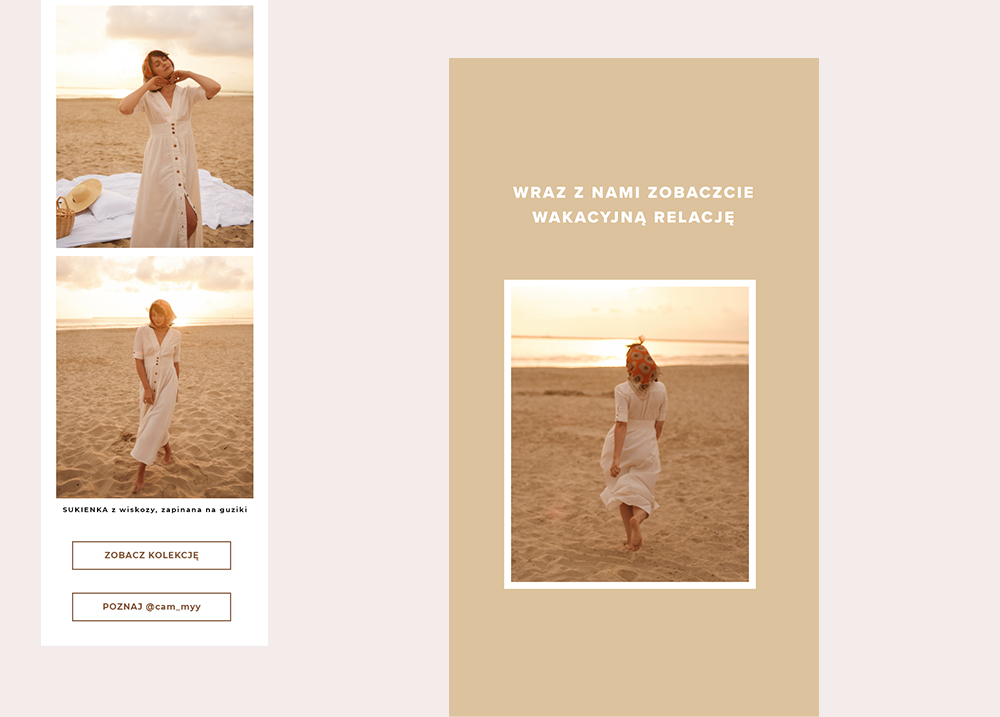 SUKIENKA z wiskozy, zapinana na guziki
ZOBACZ KOLEKCJĘ
POZNAJ @cam_myy
WRAZ Z NAMI ZOBACZCIE
WAKACYJNĄ RELACJĘ